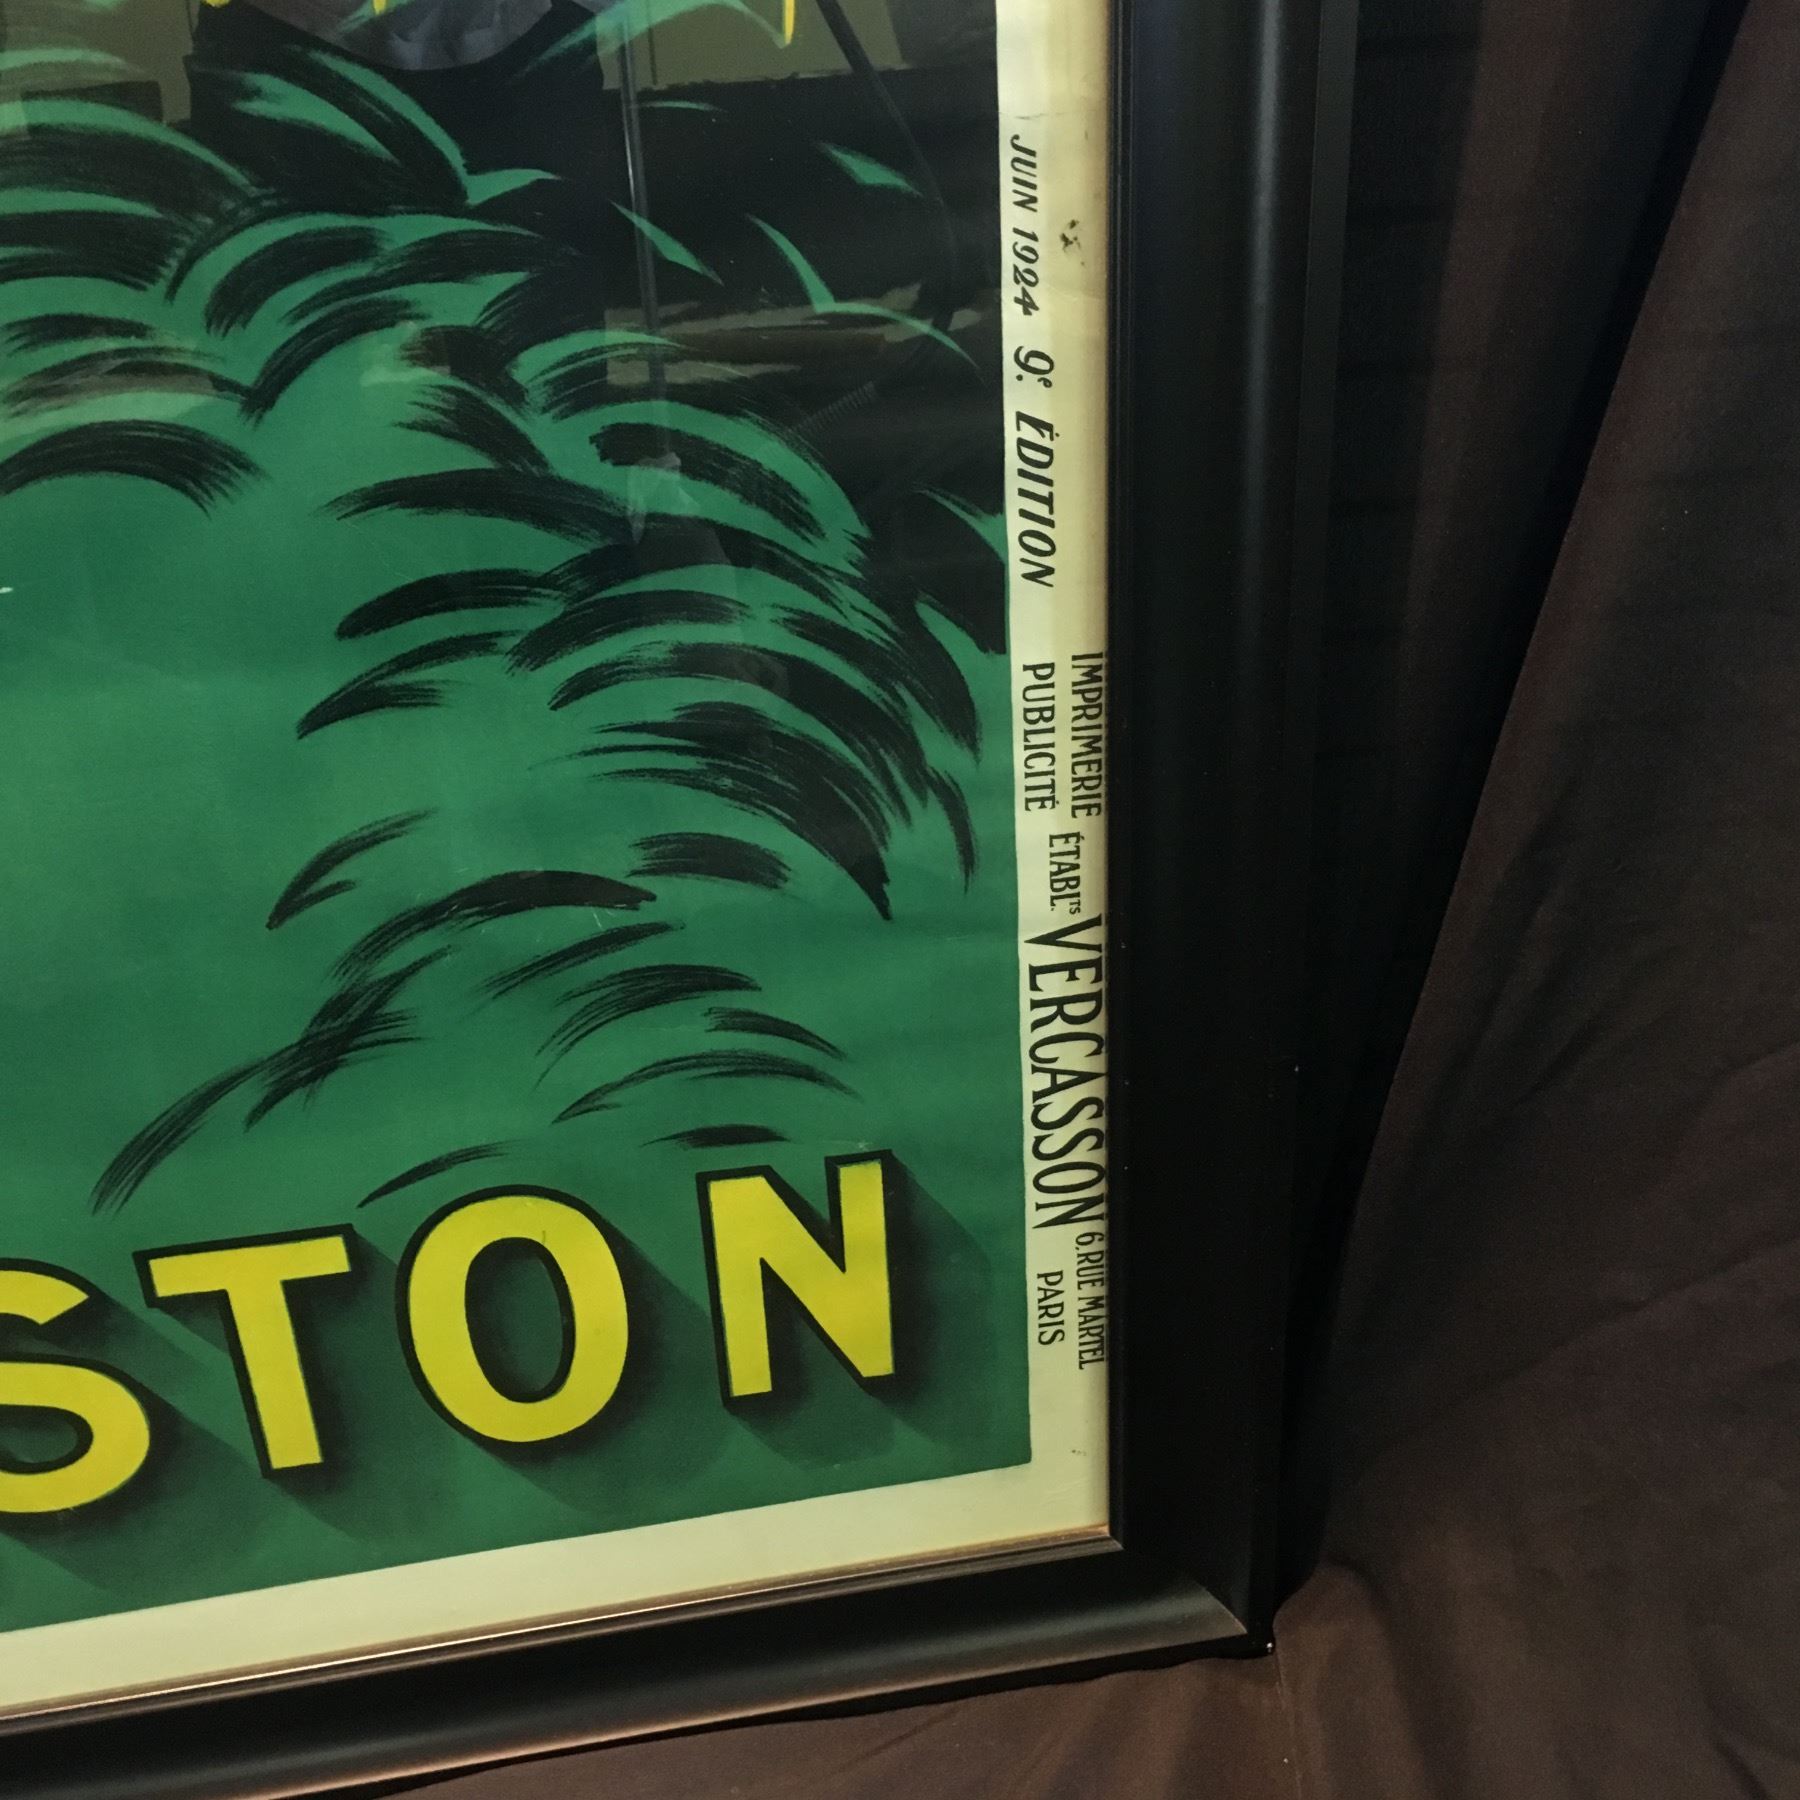 JUIN 1924 9e. ÉDITION
IMPRIMERIE
PUBLICITÉ
ÉTABLTS. VERCASSON
6, RUE MARTEL
PARIS
STON